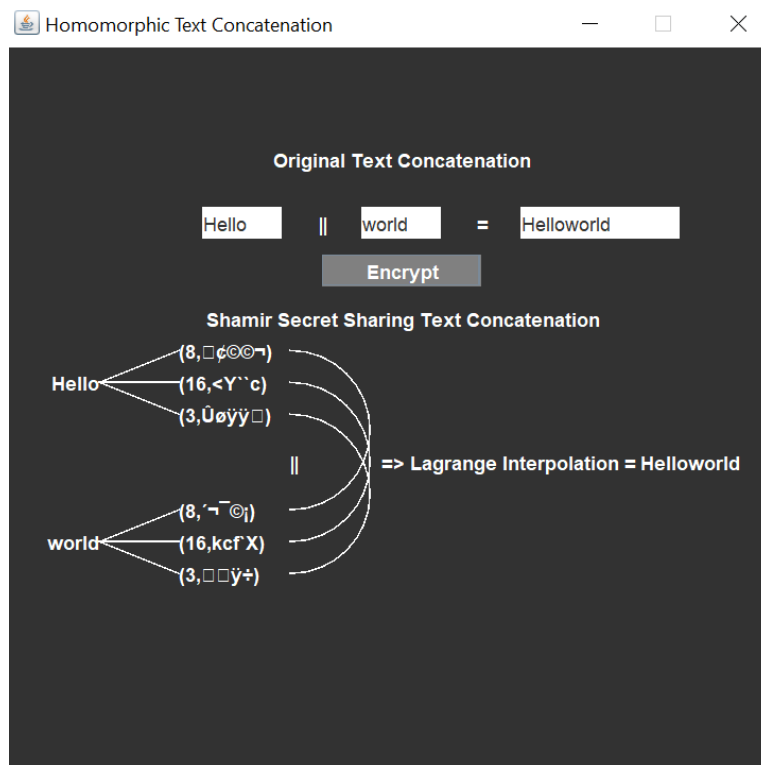 Homomorphic Text Concatenation
Original Text Concatenation
Hello || world = Helloworld
Encrypt
Shamir Secret Sharing Text Concatenation
(8,□¢©©¬)
Hello (16,<Y``c)
(3,Ûøÿÿ□)
|| => Lagrange Interpolation = Helloworld
(8,´¬¯©¡)
world (16,kcf`X)
(3,□□ÿ÷)